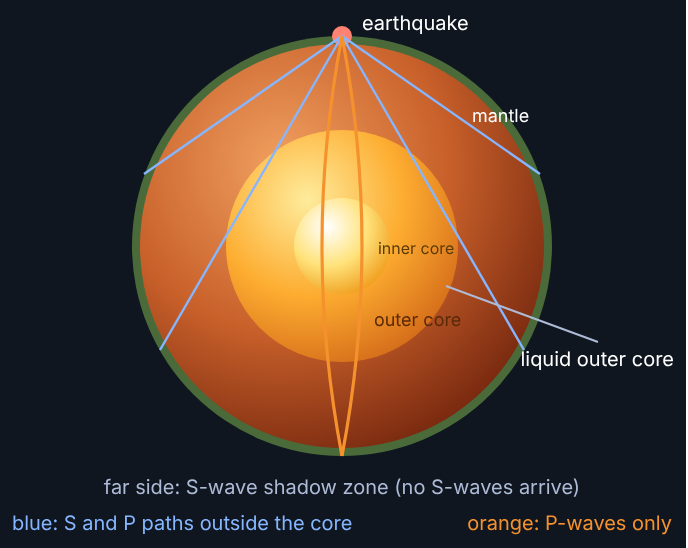 earthquake
mantle
inner core
outer core
liquid outer core
far side: S-wave shadow zone (no S-waves arrive)
blue: S and P paths outside the core
orange: P-waves only